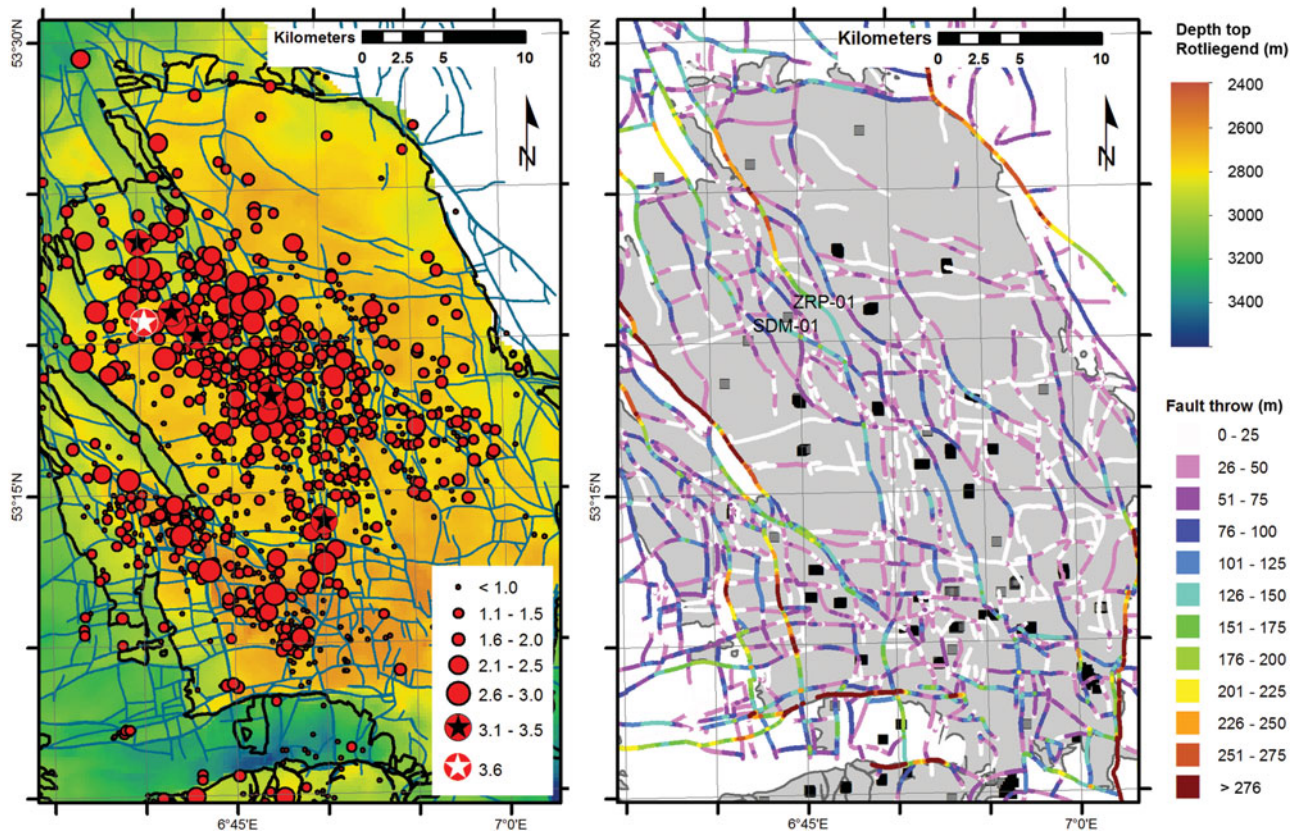 Kilometers
0 2.5 5 10
N
53°30'N
53°15'N
6°45'E
7°0'E
< 1.0
1.1 - 1.5
1.6 - 2.0
2.1 - 2.5
2.6 - 3.0
3.1 - 3.5
3.6
Kilometers
0 2.5 5 10
N
53°30'N
53°15'N
ZRP-01
SDM-01
6°45'E
7°0'E
Depth top
Rotliegend (m)
2400
2600
2800
3000
3200
3400
Fault throw (m)
0 - 25
26 - 50
51 - 75
76 - 100
101 - 125
126 - 150
151 - 175
176 - 200
201 - 225
226 - 250
251 - 275
> 276